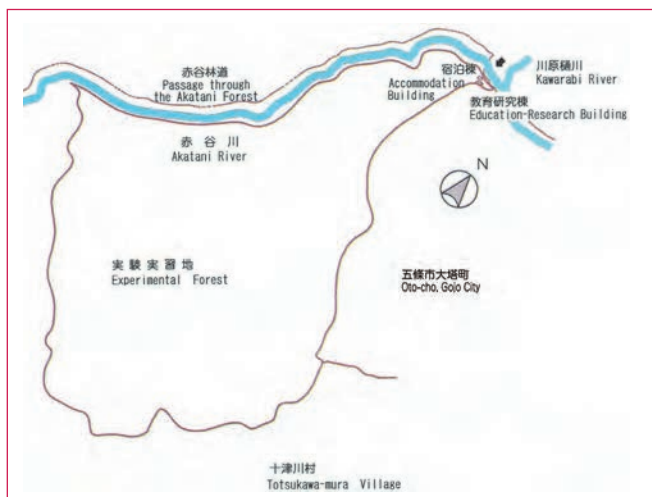 赤谷林道
Passage through
the Akatani Forest
宿泊棟
Accommodation
Building
川原樋川
Kawarabi River
教育研究棟
Education-Research Building
赤谷川
Akatani River
N
実験実習地
Experimental Forest
五條市大塔町
Oto-cho, Gojo City
十津川村
Totsukawa-mura Village